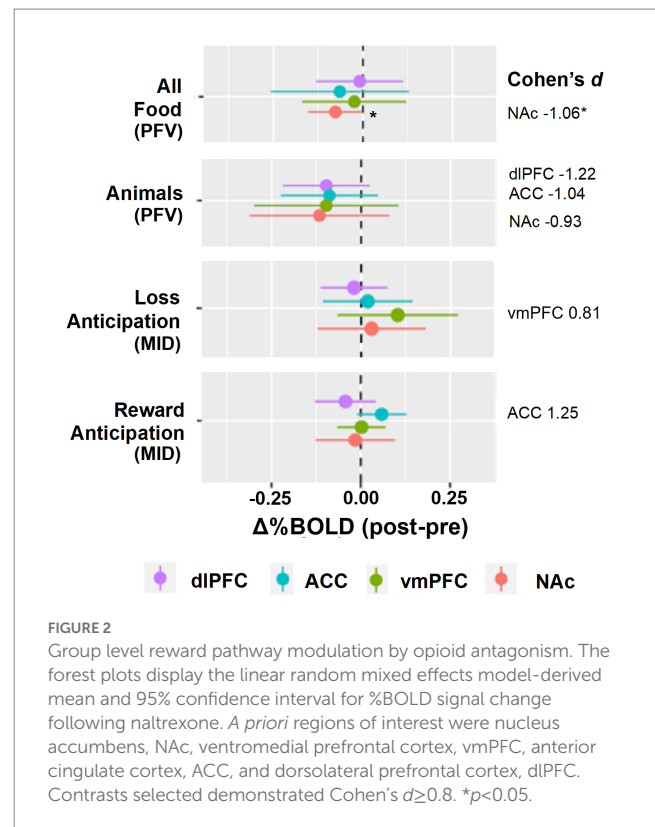 All
Food
(PFV)
*
Cohen's d
NAc -1.06*
Animals
(PFV)
dlPFC -1.22
ACC -1.04
NAc -0.93
Loss
Anticipation
(MID)
vmPFC 0.81
Reward
Anticipation
(MID)
ACC 1.25
-0.25 0.00 0.25
Δ%BOLD (post-pre)
dlPFC ACC vmPFC NAc
FIGURE 2
Group level reward pathway modulation by opioid antagonism. The
forest plots display the linear random mixed effects model-derived
mean and 95% confidence interval for %BOLD signal change
following naltrexone. A priori regions of interest were nucleus
accumbens, NAc, ventromedial prefrontal cortex, vmPFC, anterior
cingulate cortex, ACC, and dorsolateral prefrontal cortex, dlPFC.
Contrasts selected demonstrated Cohen's d≥0.8. *p<0.05.